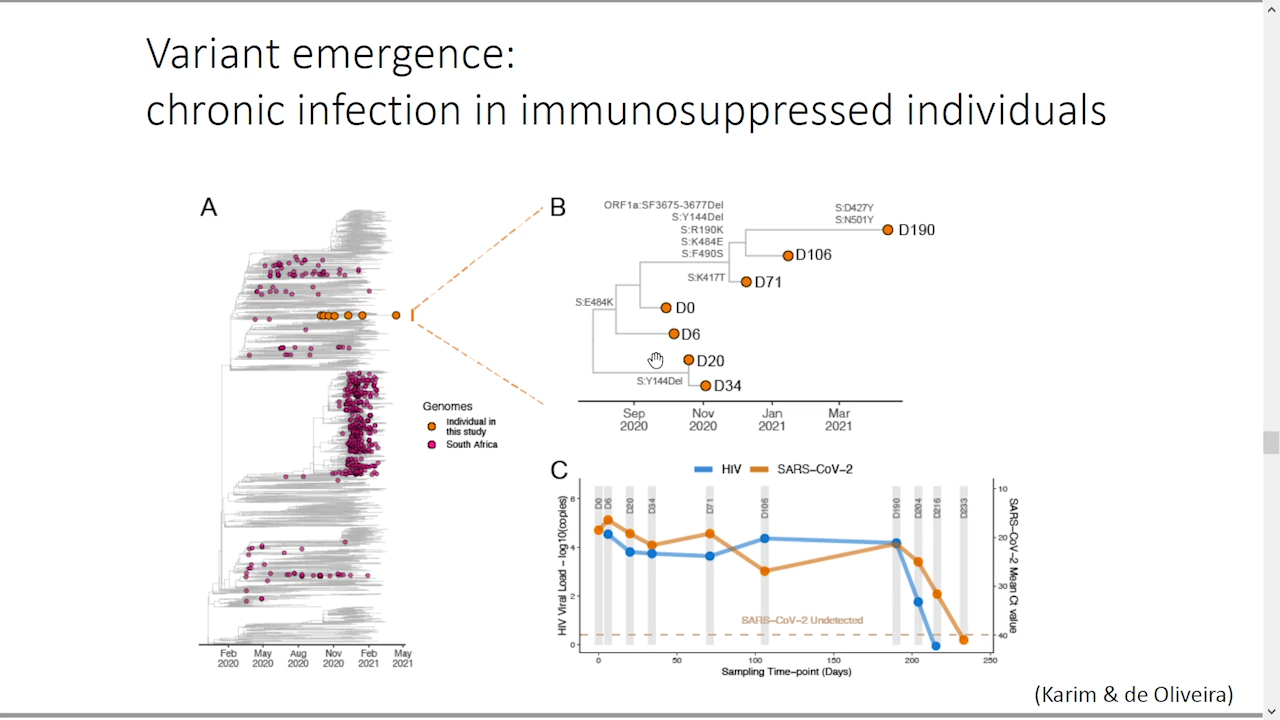 Variant emergence:
chronic infection in immunosuppressed individuals
A
Genomes
Individual in
this study
South Africa
Feb
2020
May
2020
Aug
2020
Nov
2020
Feb
2021
May
2021
B
ORF1a:SF3675-3677Del
S:Y144Del
S:R190K
S:K484E
S:F490S
S:D427Y
S:N501Y
D190
D106
S:K417T
D71
S:E484K
D0
D6
D20
S:Y144Del
D34
Sep
2020
Nov
2020
Jan
2021
Mar
2021
C
HIV
SARS-CoV-2
HIV Viral Load – log10(copies)
6
4
2
0
D0
D6
D20
D34
D71
D106
D190
D204
D216
D233
10
20
30
40
SARS-CoV-2 Mean Ct value
SARS-CoV-2 Undetected
0
50
100
150
200
250
Sampling Time-point (Days)
(Karim & de Oliveira)